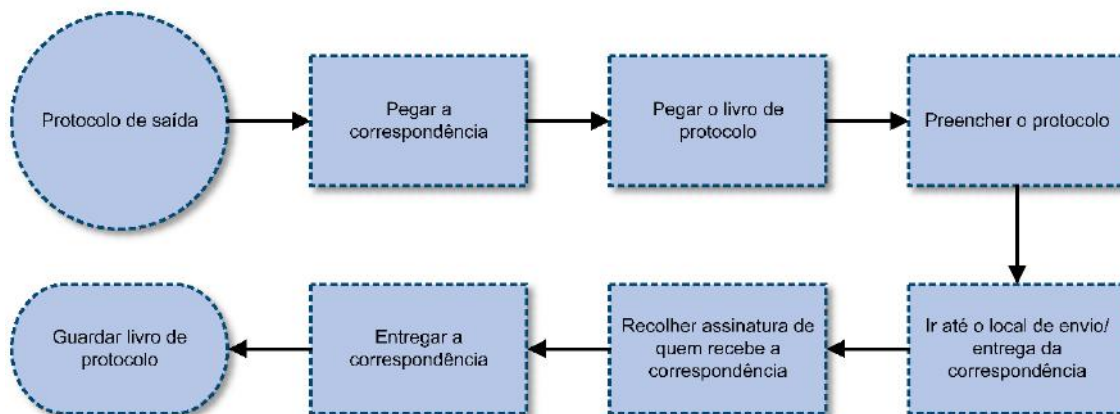 Protocolo de saída
Pegar a
correspondência
Pegar o livro de
protocolo
Preencher o protocolo
Ir até o local de envio/
entrega da
correspondência
Recolher assinatura de
quem recebe a
correspondência
Entregar a
correspondência
Guardar livro de
protocolo